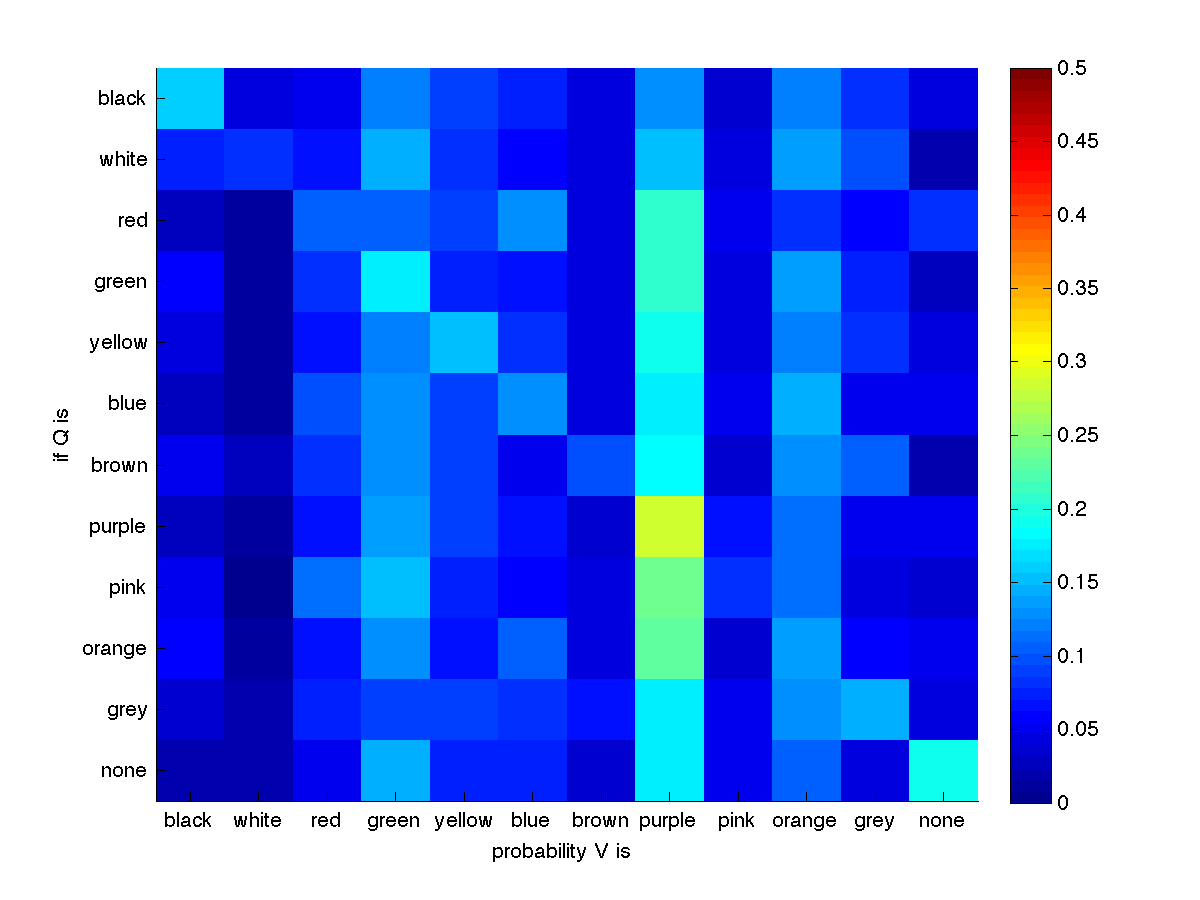 if Q is
black
white
red
green
yellow
blue
brown
purple
pink
orange
grey
none
black white red green yellow blue brown purple pink orange grey none
probability V is
0.5
0.45
0.4
0.35
0.3
0.25
0.2
0.15
0.1
0.05
0